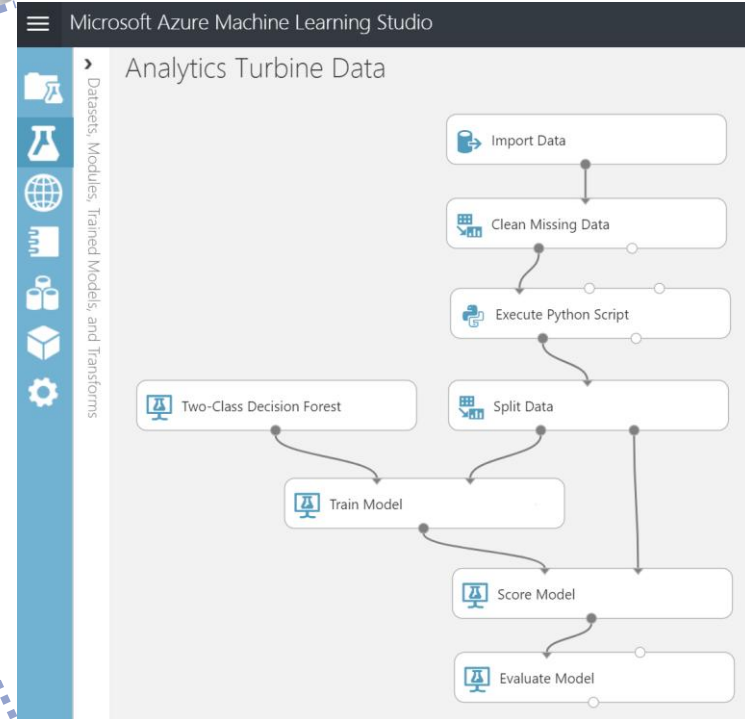 Microsoft Azure Machine Learning Studio
Datasets, Modules, Trained Models, and Transforms
Analytics Turbine Data
Import Data
Clean Missing Data
Execute Python Script
Two-Class Decision Forest
Split Data
Train Model
Score Model
Evaluate Model